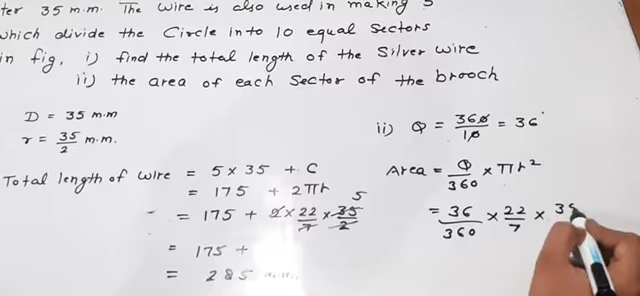 ter 35 m.m. The wire is also used in making 5
which divide the Circle into 10 equal Sectors
in fig, i) find the total length of the Silver wire
ii) the area of each Sector of the brooch
D = 35 m.m
r = 35/2 m.m.
Total length of wire = 5 × 35 + C
= 175 + 2πr
= 175 + 2 × 22/7 × 35/2 5
= 175 +
= 285 m.m.
ii) Q = 360/10 = 36°
Area = Q/360 × πr²
= 36/360 × 22/7 × 35